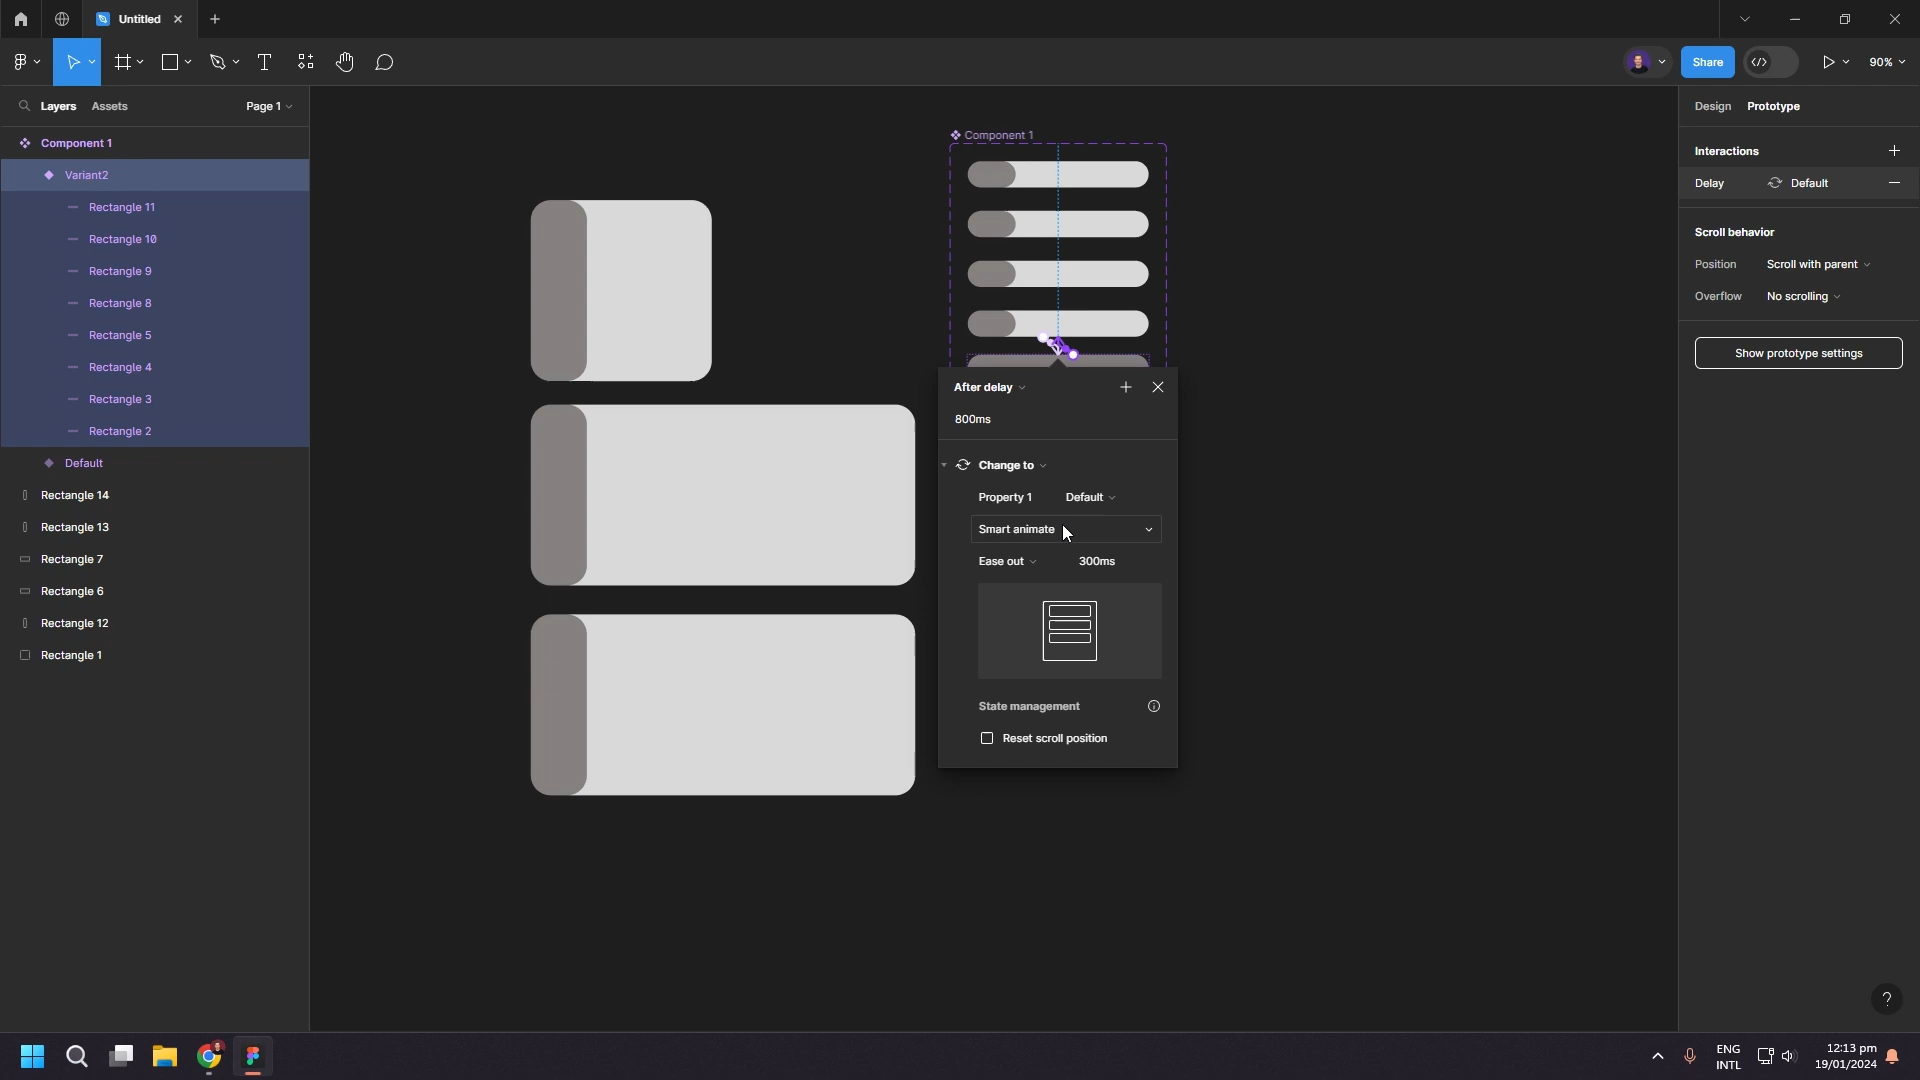 Untitled
Share
90%
Layers
Assets
Page 1
Component 1
Variant2
Rectangle 11
Rectangle 10
Rectangle 9
Rectangle 8
Rectangle 5
Rectangle 4
Rectangle 3
Rectangle 2
Default
Rectangle 14
Rectangle 13
Rectangle 7
Rectangle 6
Rectangle 12
Rectangle 1
Component 1
After delay
800ms
Change to
Property 1 Default
Smart animate
Ease out 300ms
State management
Reset scroll position
Design Prototype
Interactions
Delay Default
Scroll behavior
Position Scroll with parent
Overflow No scrolling
Show prototype settings
?
ENG
INTL
12:13 pm
19/01/2024